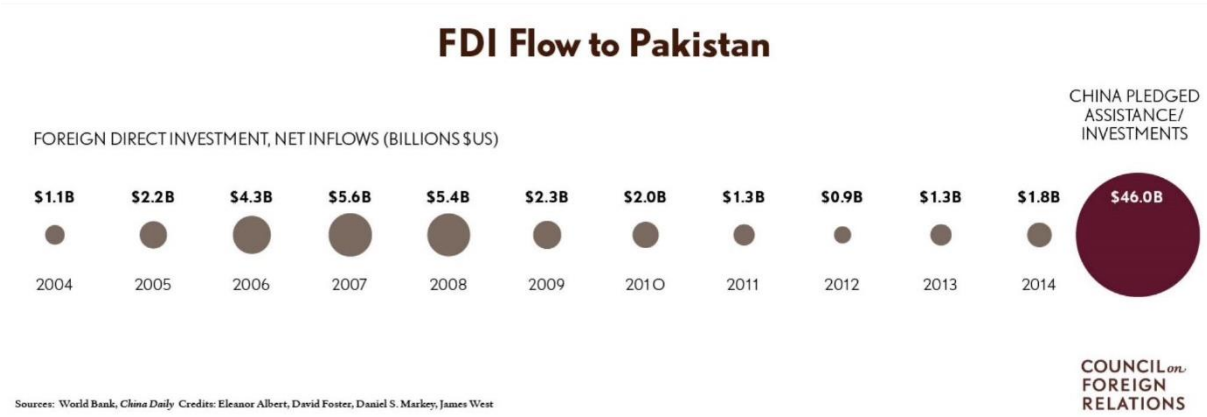 FDI Flow to Pakistan
CHINA PLEDGED
ASSISTANCE/
INVESTMENTS
FOREIGN DIRECT INVESTMENT, NET INFLOWS (BILLIONS $US)
$1.1B $2.2B $4.3B $5.6B $5.4B $2.3B $2.0B $1.3B $0.9B $1.3B $1.8B $46.0B
2004 2005 2006 2007 2008 2009 2010 2011 2012 2013 2014
COUNCIL on
FOREIGN
RELATIONS
Sources: World Bank, China Daily Credits: Eleanor Albert, David Foster, Daniel S. Markey, James West